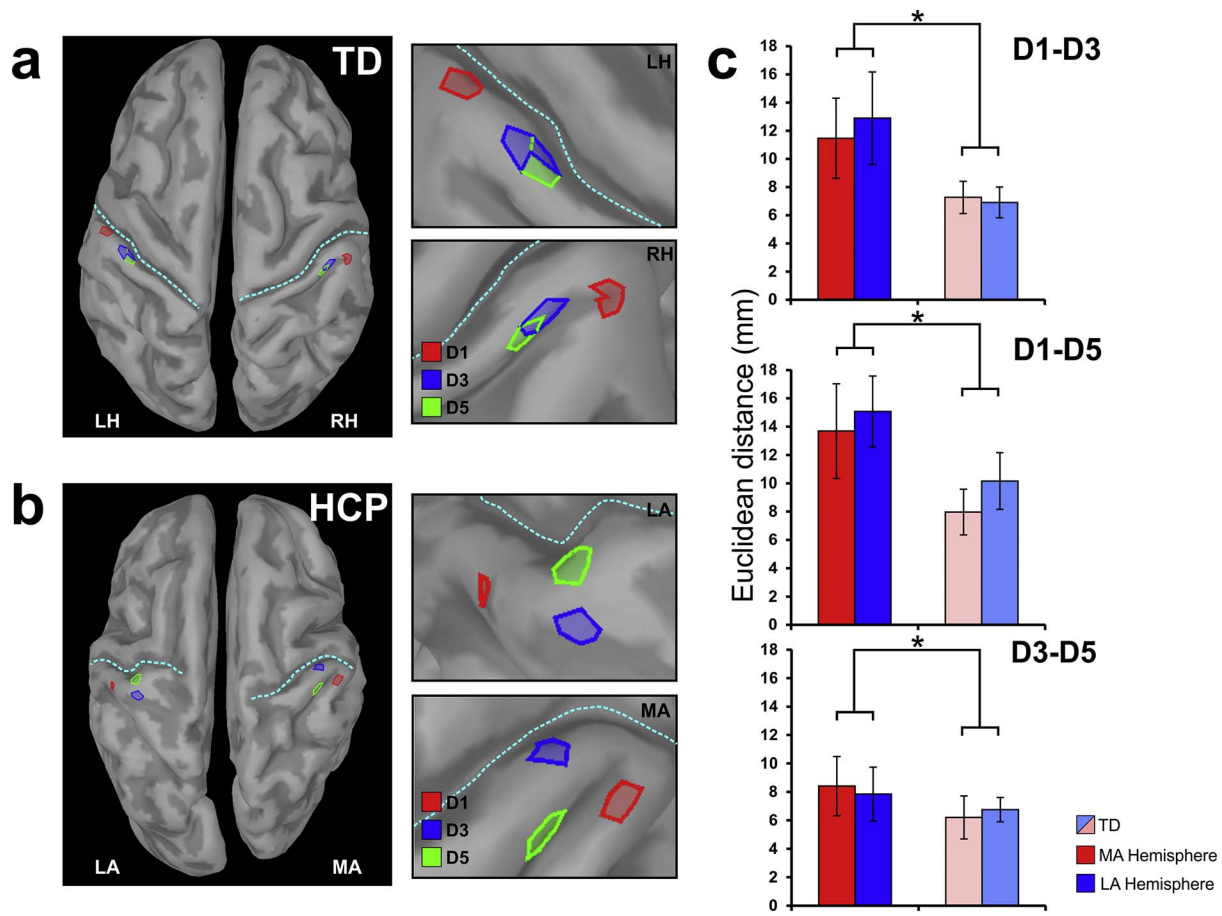 a
TD
LH
RH
LH
RH
D1
D3
D5
b
HCP
LA
MA
LA
MA
D1
D3
D5
c
Euclidean distance (mm)
D1-D3
*
18
16
14
12
10
8
6
4
2
0
D1-D5
*
18
16
14
12
10
8
6
4
2
0
D3-D5
*
18
16
14
12
10
8
6
4
2
0
TD
MA Hemisphere
LA Hemisphere